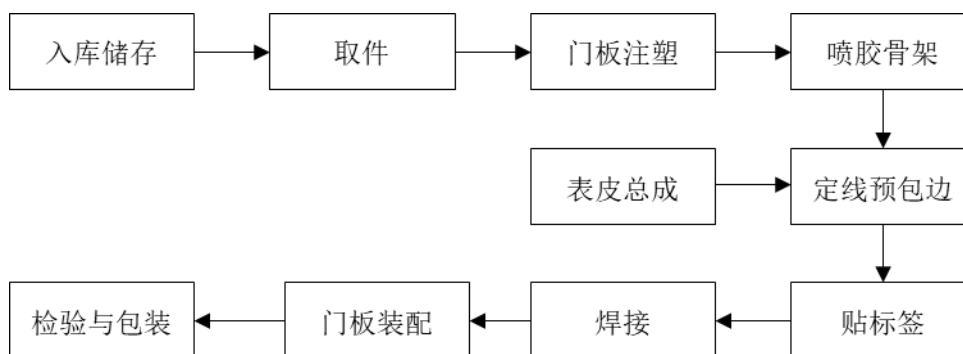 入库储存
取件
门板注塑
喷胶骨架
表皮总成
定线预包边
检验与包装
门板装配
焊接
贴标签